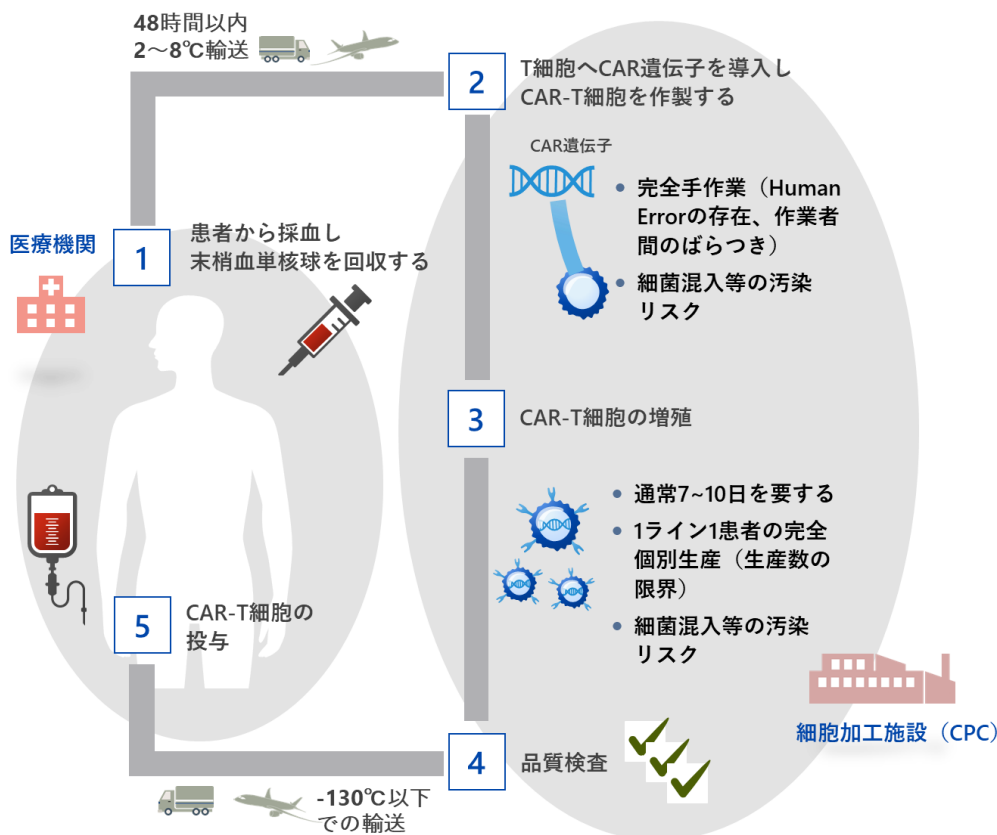 48時間以内
2～8℃輸送
2
T細胞へCAR遺伝子を導入し
CAR-T細胞を作製する
CAR遺伝子
• 完全手作業（Human
Errorの存在、作業者
間のばらつき）
• 細菌混入等の汚染
リスク
医療機関
1
患者から採血し
末梢血単核球を回収する
3
CAR-T細胞の増殖
• 通常7~10日を要する
• 1ライン1患者の完全
個別生産（生産数の
限界）
• 細菌混入等の汚染
リスク
細胞加工施設（CPC）
4
品質検査
-130℃以下
での輸送
5
CAR-T細胞の
投与